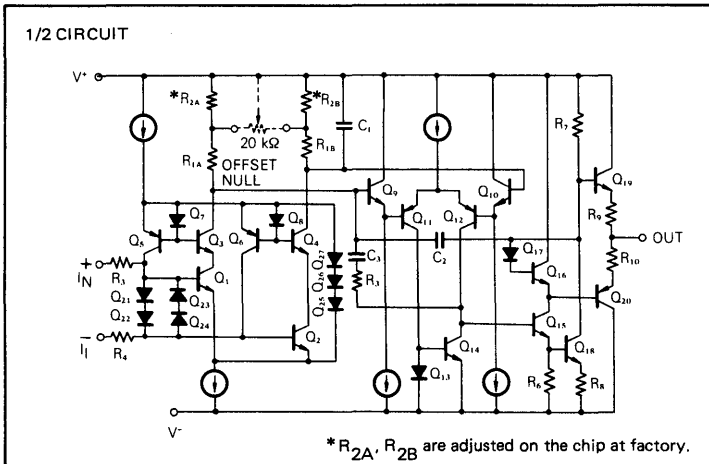 1/2 CIRCUIT
V+
*R2A
*R2B
C1
20 kΩ
R1A
R1B
OFFSET
NULL
R7
Q9
Q10
Q19
Q7
Q8
Q11
Q12
R9
Q5
Q3
Q6
Q4
Q27
C3
C2
Q17
OUT
R10
+
IN
R3
Q1
Q26
R3
Q16
Q21
Q23
Q25
Q20
Q22
Q24
Q15
–
II
R4
Q2
Q14
Q18
Q13
R6
R8
V-
*R2A, R2B are adjusted on the chip at factory.